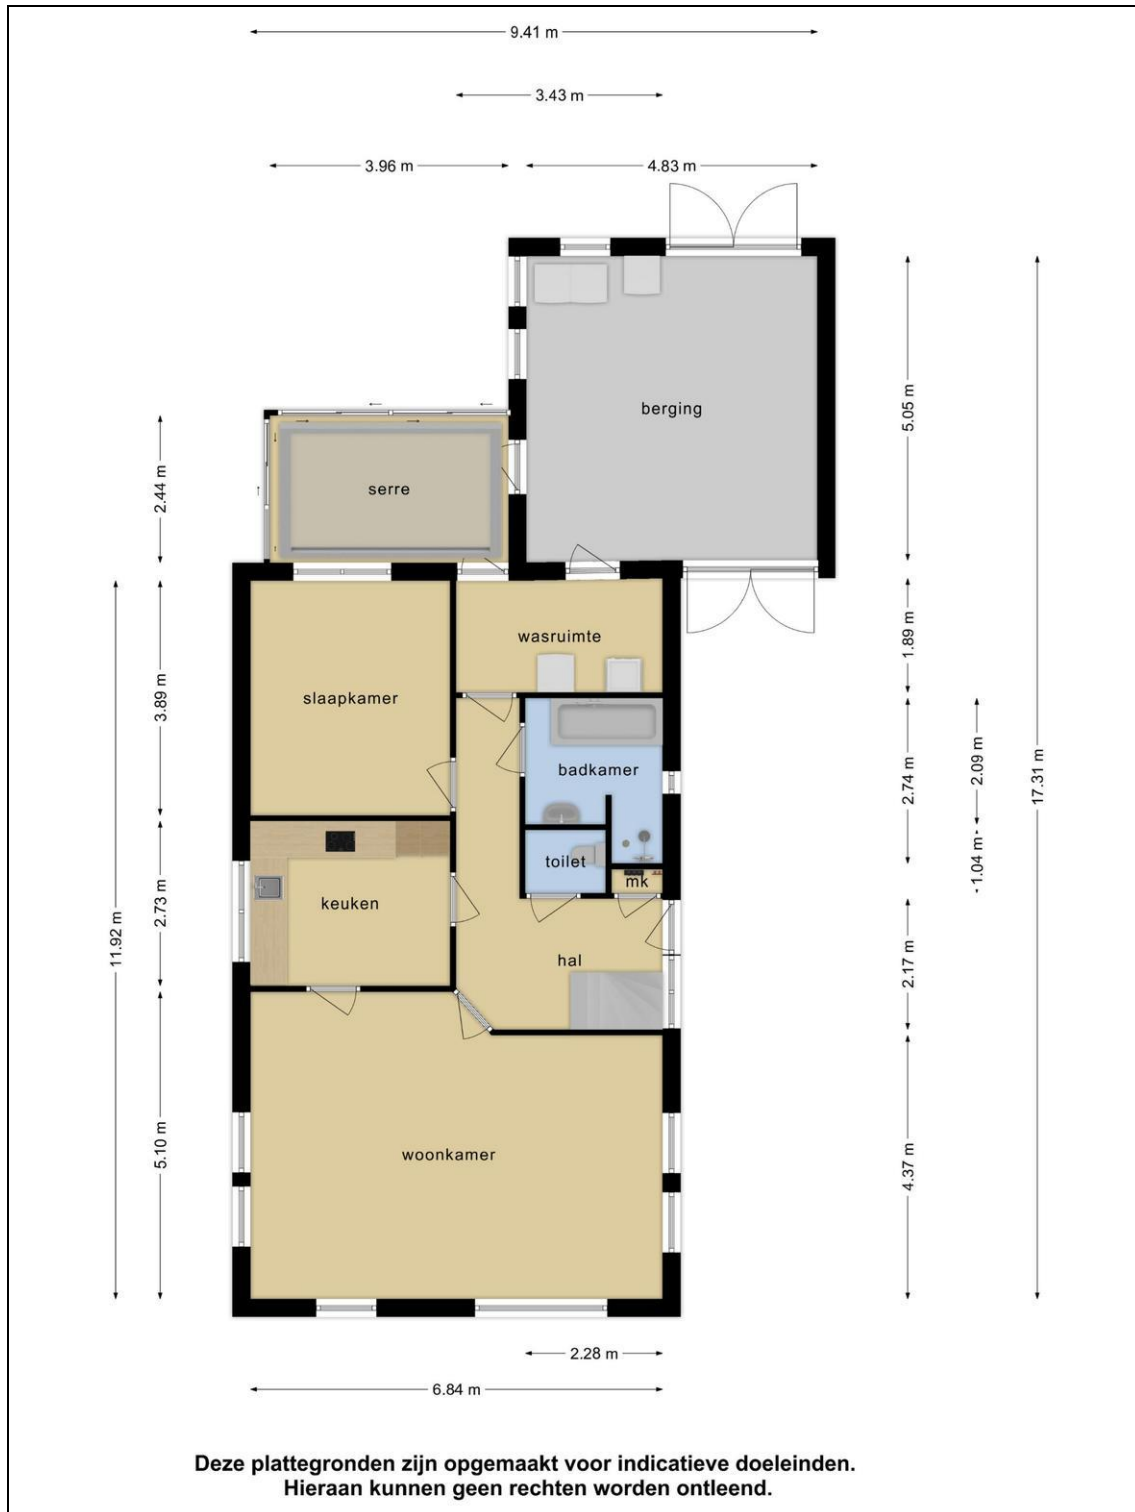 9.41 m
3.43 m
3.96 m
4.83 m
berging
5.05 m
2.44 m
serre
wasruimte
1.89 m
slaapkamer
3.89 m
badkamer
2.74 m
2.09 m
17.31 m
toilet
1.04 m
mk
keuken
2.73 m
11.92 m
hal
2.17 m
woonkamer
5.10 m
4.37 m
2.28 m
6.84 m
Deze plattegronden zijn opgemaakt voor indicatieve doeleinden.
Hieraan kunnen geen rechten worden ontleend.